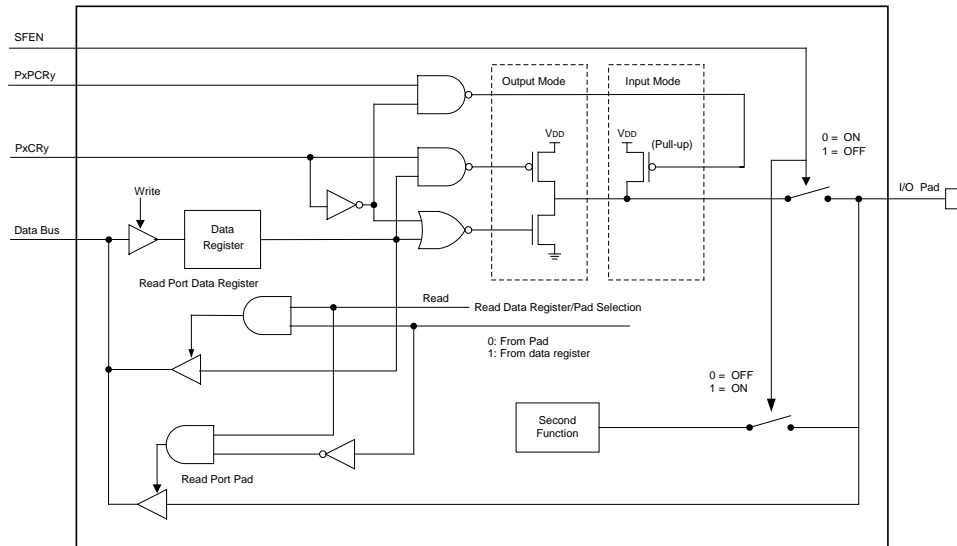 SFEN
PxPCRy
Output Mode
Input Mode
VDD
VDD
(Pull-up)
0 = ON
1 = OFF
PxCRy
I/O Pad
Write
Data Bus
Data
Register
Read Port Data Register
Read
Read Data Register/Pad Selection
0: From Pad
1: From data register
0 = OFF
1 = ON
Second
Function
Read Port Pad